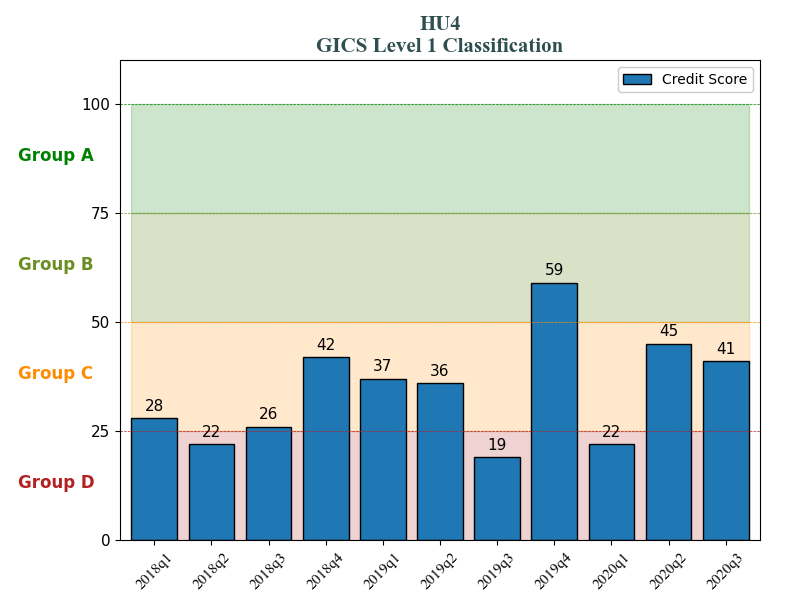 HU4
GICS Level 1 Classification
Credit Score
100
Group A
75
Group B
50
Group C
25
Group D
0
28
22
26
42
37
36
19
59
22
45
41
2018q1
2018q2
2018q3
2018q4
2019q1
2019q2
2019q3
2019q4
2020q1
2020q2
2020q3